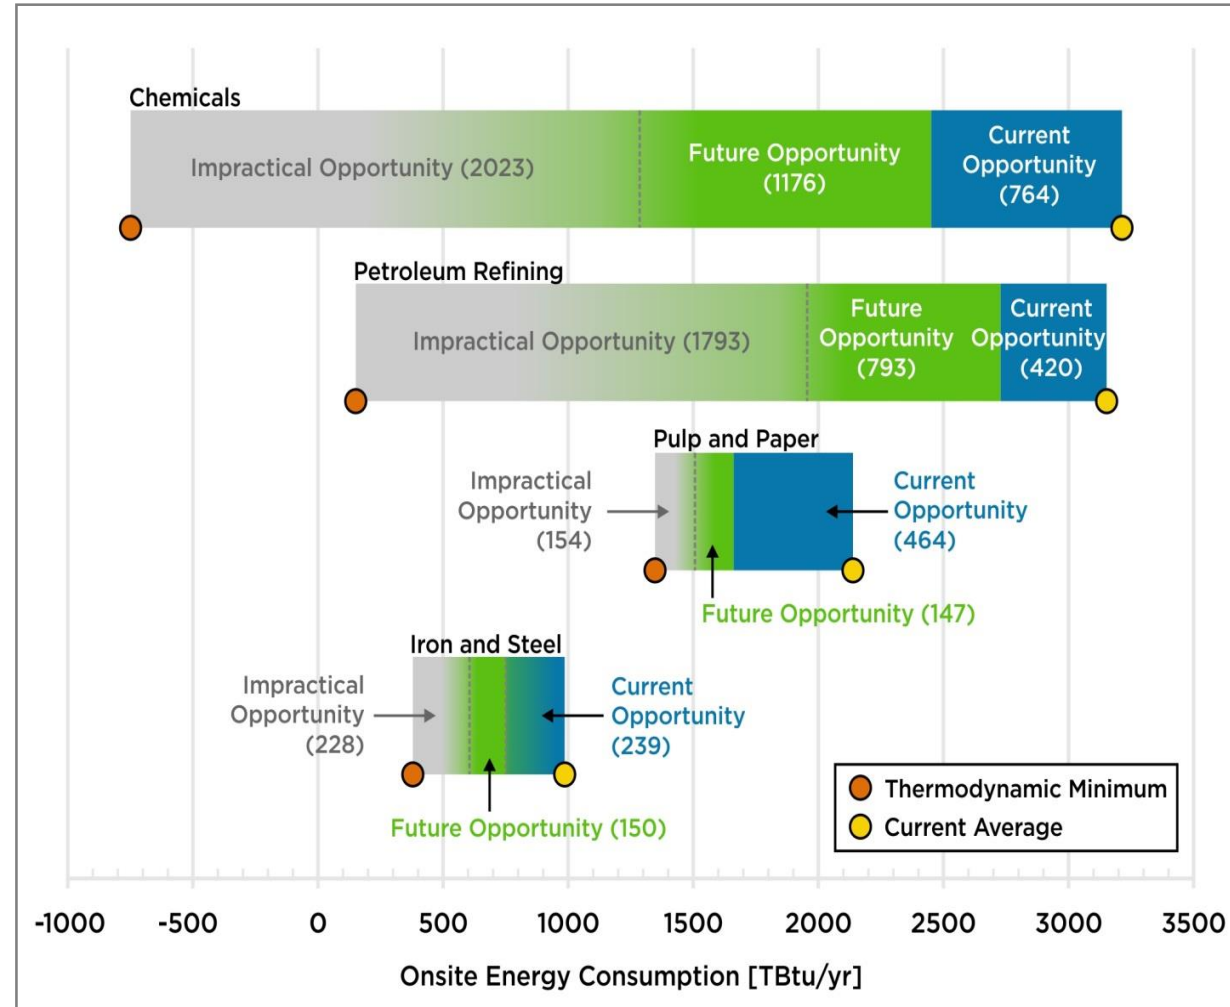 Chemicals
Impractical Opportunity (2023)
Future Opportunity
(1176)
Current
Opportunity
(764)
Petroleum Refining
Impractical Opportunity (1793)
Future
Opportunity
(793)
Current
Opportunity
(420)
Pulp and Paper
Impractical
Opportunity
(154)
Current
Opportunity
(464)
Future Opportunity (147)
Iron and Steel
Impractical
Opportunity
(228)
Current
Opportunity
(239)
Future Opportunity (150)
Thermodynamic Minimum
Current Average
-1000 -500 0 500 1000 1500 2000 2500 3000 3500
Onsite Energy Consumption [TBtu/yr]